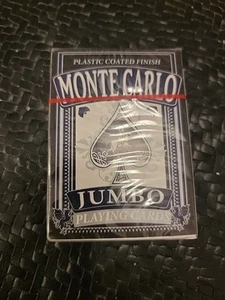 PLASTIC COATED FINISH
MONTE CARLO
JUMBO
PLAYING CARDS